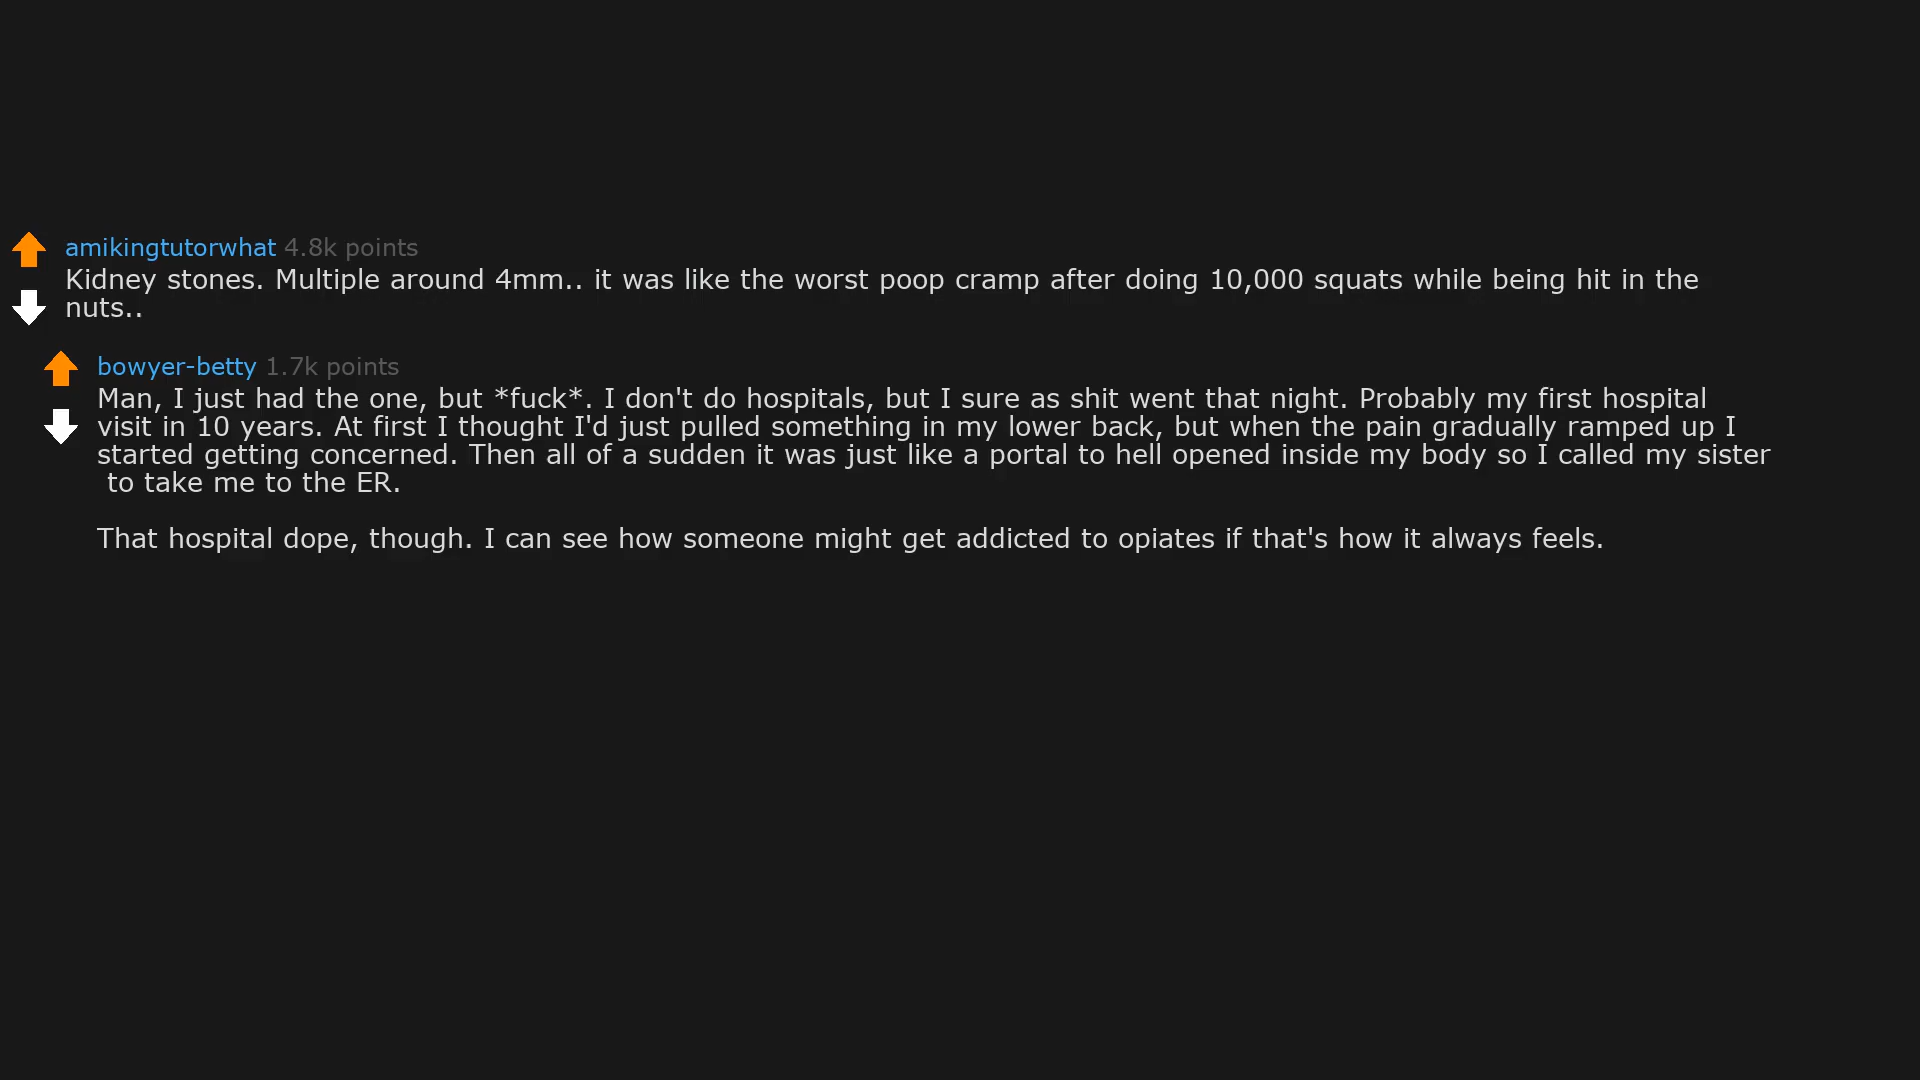 amikingtutorwhat 4.8k points
Kidney stones. Multiple around 4mm.. it was like the worst poop cramp after doing 10,000 squats while being hit in the
nuts..
bowyer-betty 1.7k points
Man, I just had the one, but *fuck*. I don't do hospitals, but I sure as shit went that night. Probably my first hospital
visit in 10 years. At first I thought I'd just pulled something in my lower back, but when the pain gradually ramped up I
started getting concerned. Then all of a sudden it was just like a portal to hell opened inside my body so I called my sister
to take me to the ER.
That hospital dope, though. I can see how someone might get addicted to opiates if that's how it always feels.